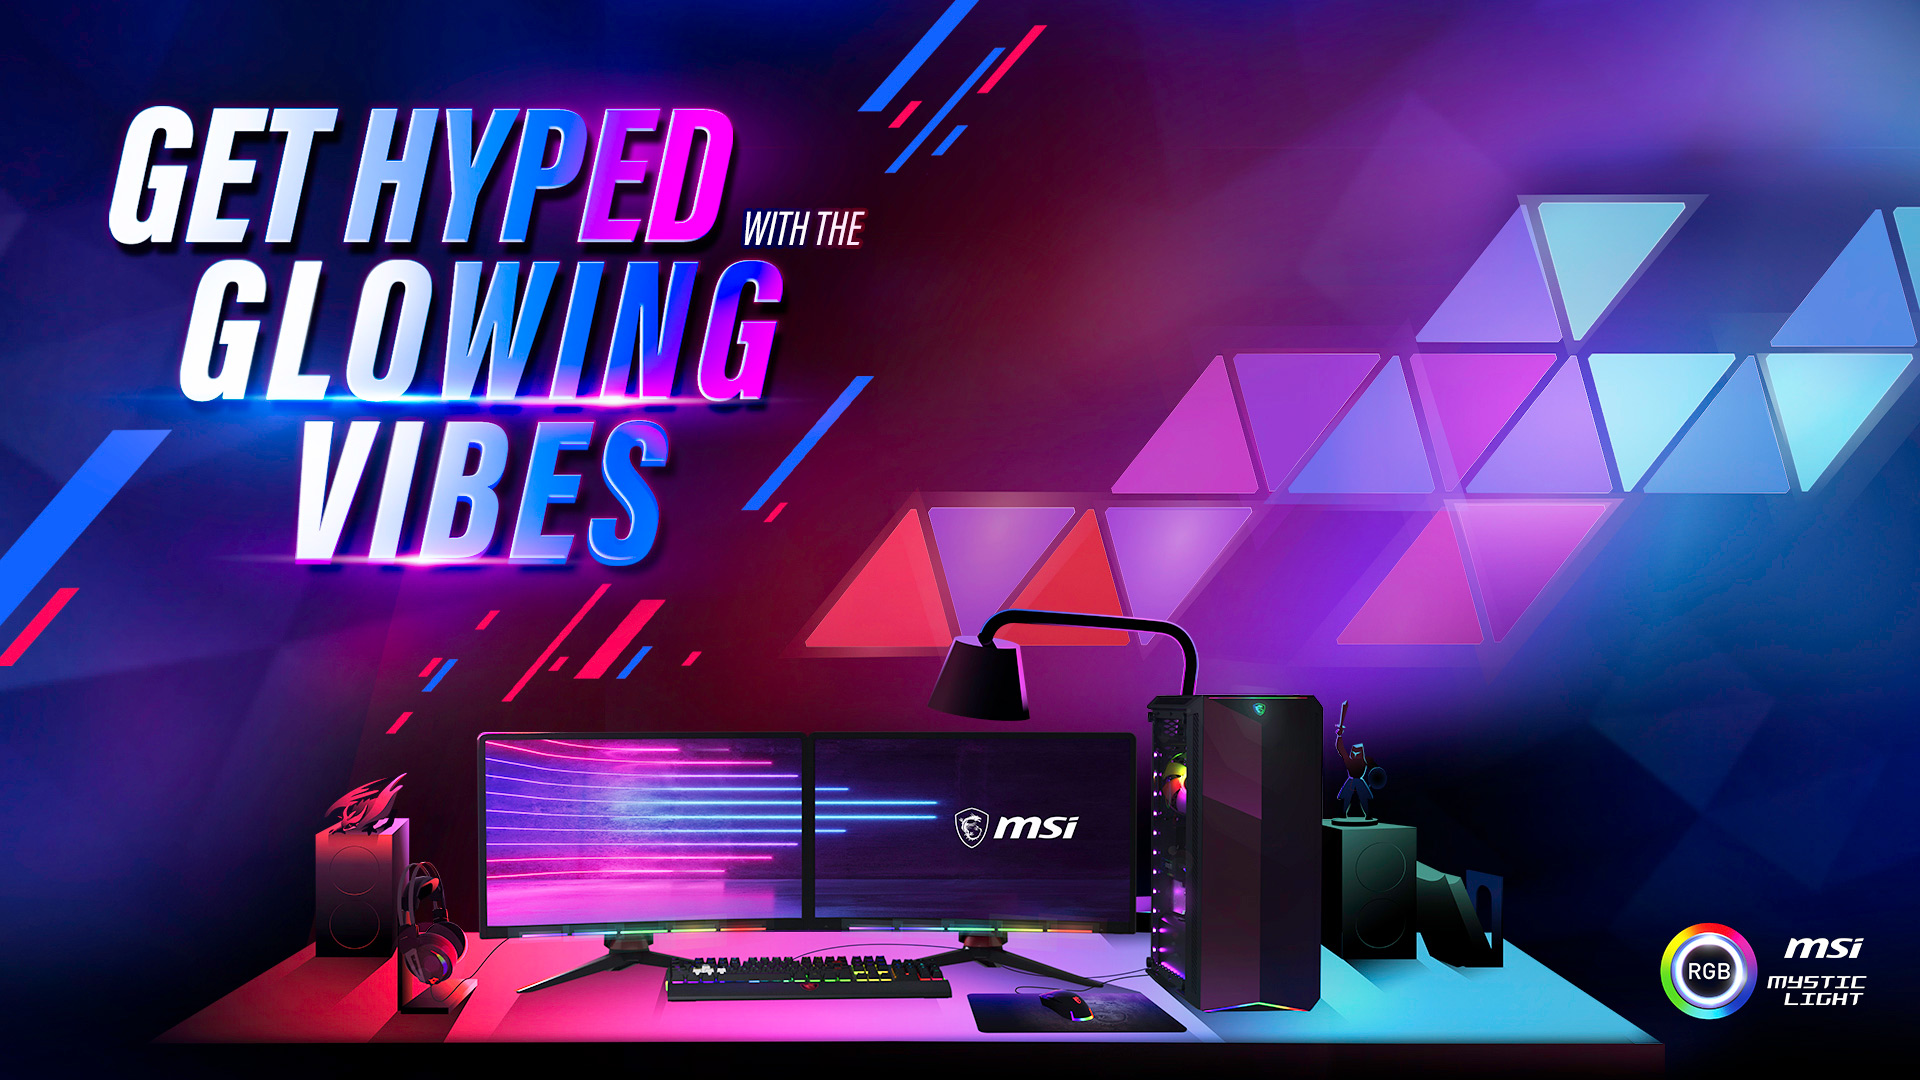 GET HYPED WITH THE
GLOWING
VIBES
msi
RGB
msi
MYSTIC
LIGHT